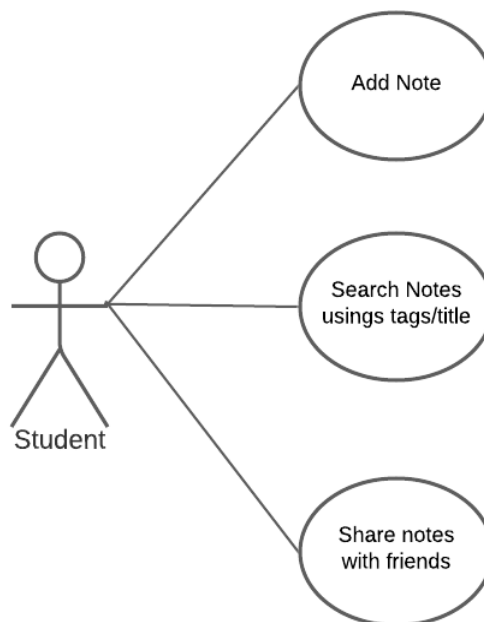 Add Note
Search Notes
usings tags/title
Student
Share notes
with friends